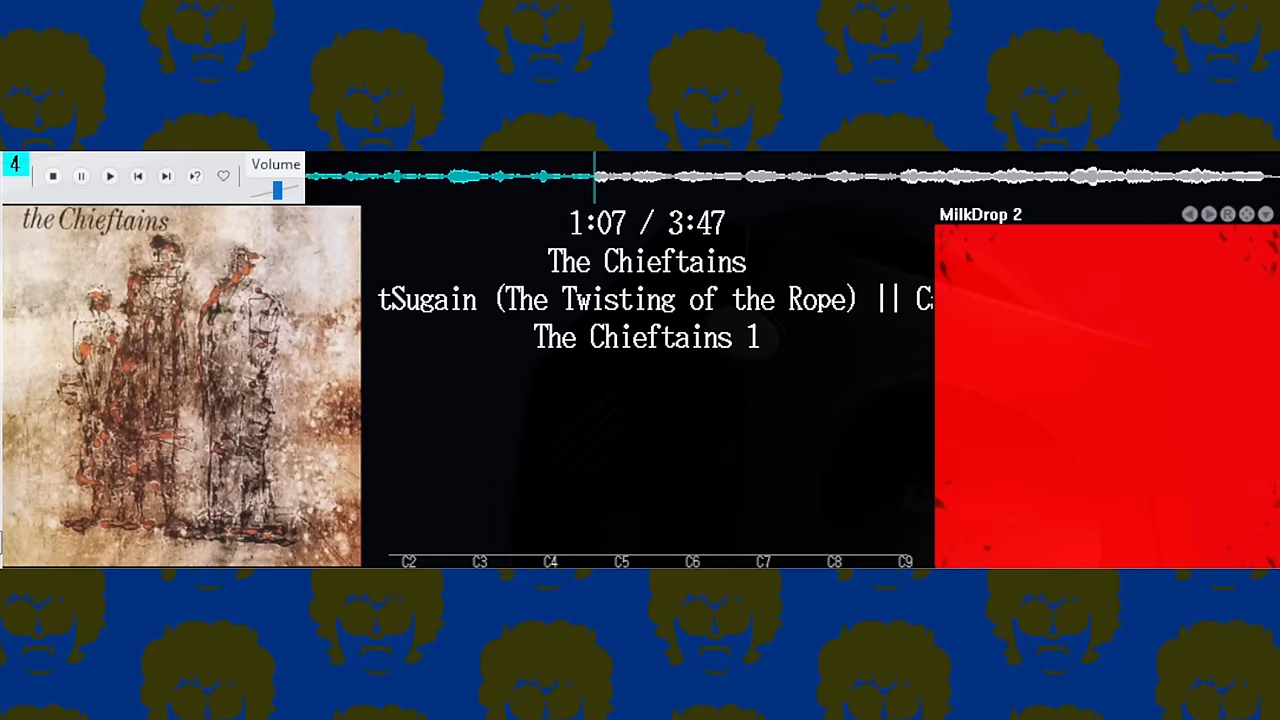 4
Volume
the Chieftains
1:07 / 3:47
The Chieftains
tSugain (The Twisting of the Rope) || C
The Chieftains 1
MilkDrop 2
R
C2 C3 C4 C5 C6 C7 C8 C9